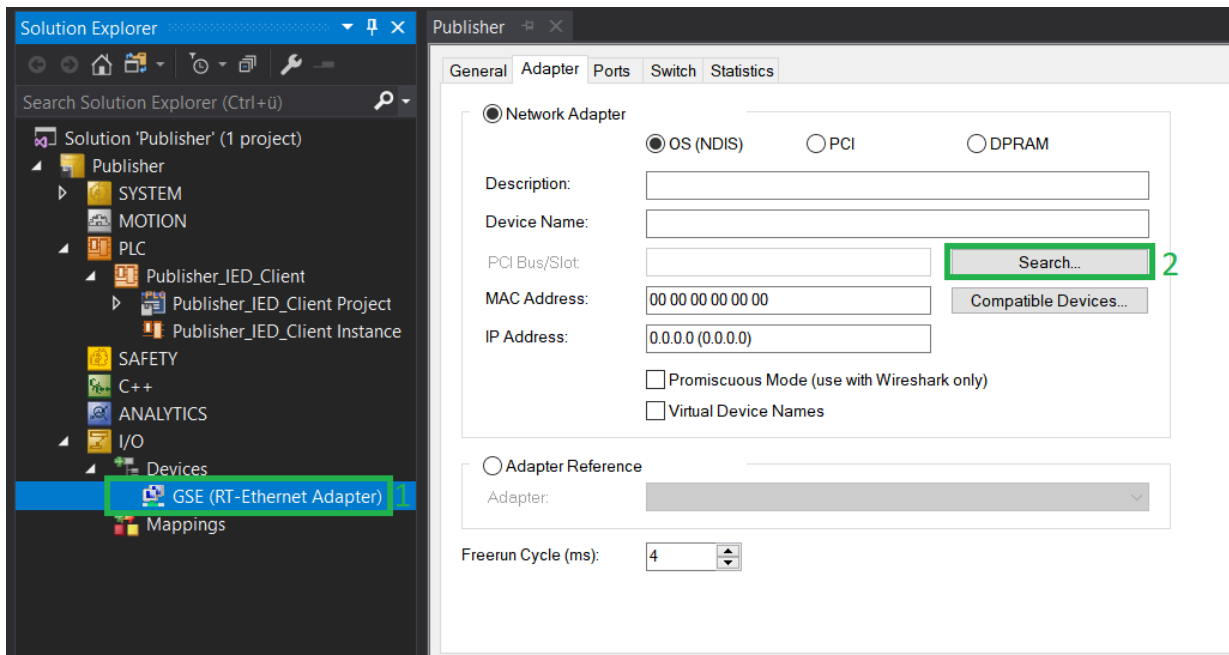 Solution Explorer
Search Solution Explorer (Ctrl+ü)
Solution 'Publisher' (1 project)
Publisher
SYSTEM
MOTION
PLC
Publisher_IED_Client
Publisher_IED_Client Project
Publisher_IED_Client Instance
SAFETY
C++
ANALYTICS
I/O
Devices
GSE (RT-Ethernet Adapter) 1
Mappings
Publisher
General Adapter Ports Switch Statistics
Network Adapter
OS (NDIS) PCI DPRAM
Description:
Device Name:
PCI Bus/Slot: Search... 2
MAC Address: 00 00 00 00 00 00 Compatible Devices...
IP Address: 0.0.0.0 (0.0.0.0)
Promiscuous Mode (use with Wireshark only)
Virtual Device Names
Adapter Reference
Adapter:
Freerun Cycle (ms): 4